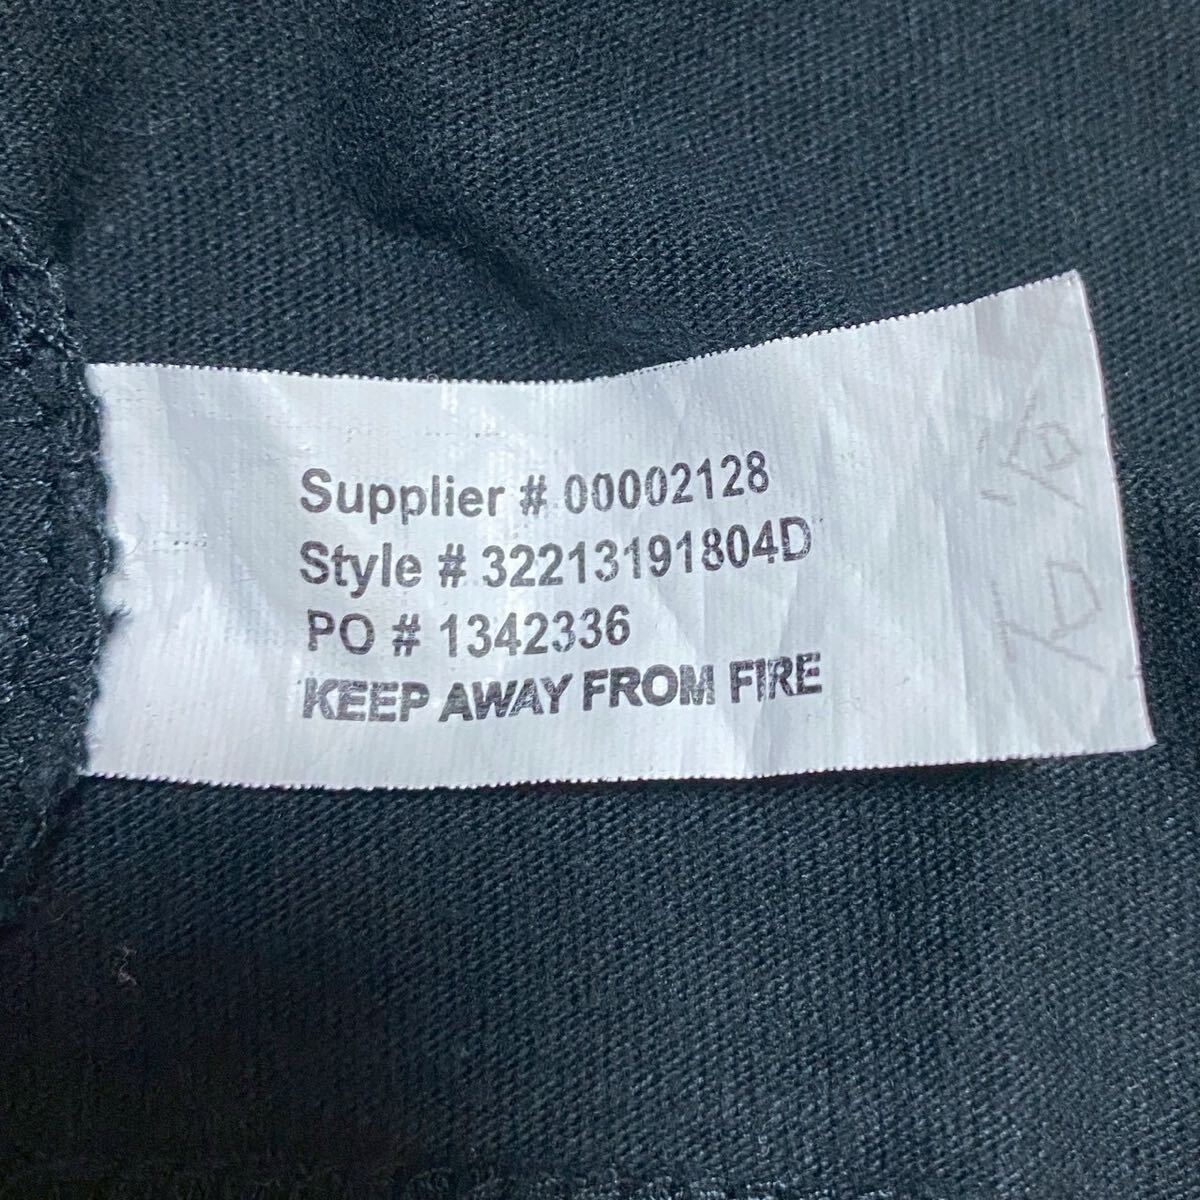 Supplier # 00002128
Style # 32213191804D
PO # 1342336
KEEP AWAY FROM FIRE